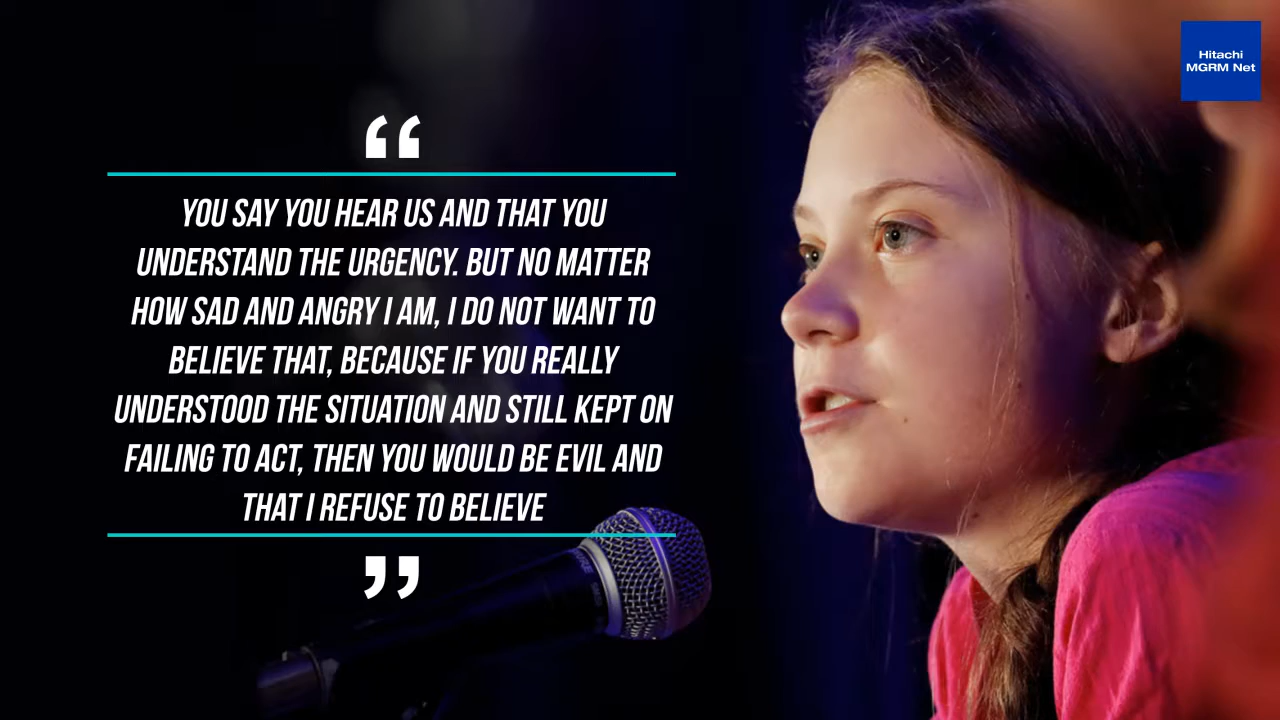 Hitachi
MGRM Net
“
YOU SAY YOU HEAR US AND THAT YOU
UNDERSTAND THE URGENCY. BUT NO MATTER
HOW SAD AND ANGRY I AM, I DO NOT WANT TO
BELIEVE THAT, BECAUSE IF YOU REALLY
UNDERSTOOD THE SITUATION AND STILL KEPT ON
FAILING TO ACT, THEN YOU WOULD BE EVIL AND
THAT I REFUSE TO BELIEVE
”